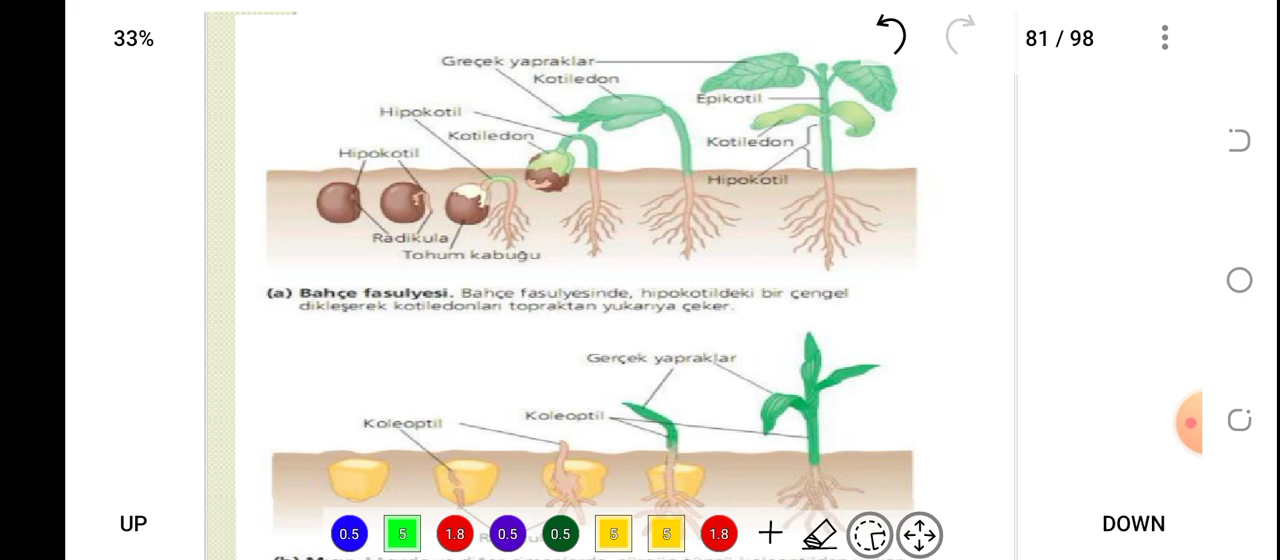 33%
81 / 98
Greçek yapraklar
Kotiledon
Epikotil
Hipokotil
Kotiledon
Kotiledon
Hipokotil
Hipokotil
Radikula
Tohum kabuğu
(a) Bahçe fasulyesi. Bahçe fasulyesinde, hipokotildeki bir çengel
dikleşerek kotiledonları topraktan yukarıya çeker.
Gerçek yapraklar
Koleoptil
Koleoptil
UP
0.5 5 1.8 0.5 0.5 5 5 1.8
DOWN